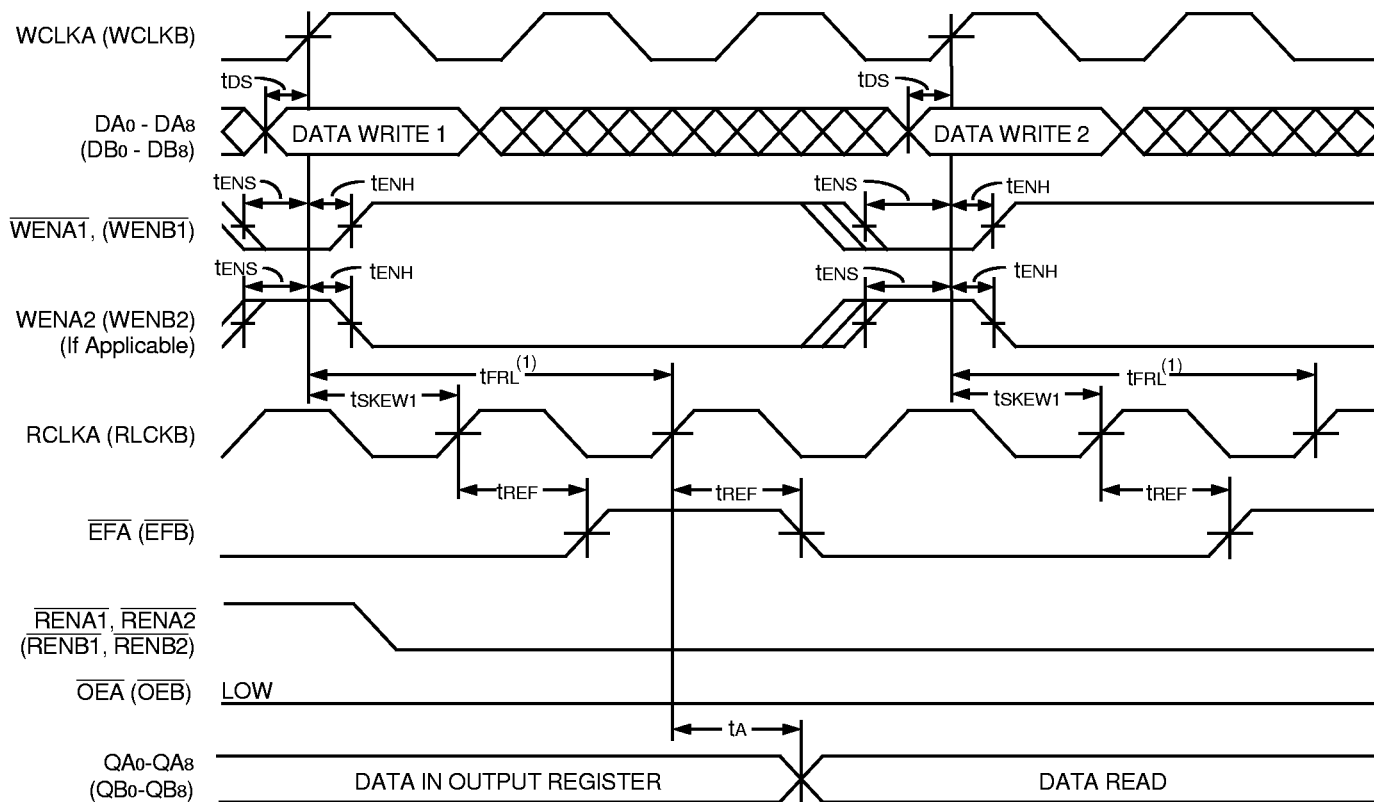 WCLKA (WCLKB)
tDS
tDS
DA0 - DA8
(DB0 - DB8)
DATA WRITE 1
DATA WRITE 2
tENS
tENH
tENS
tENH
WENA1, (WENB1)
tENS
tENH
tENS
tENH
WENA2 (WENB2)
(If Applicable)
tFRL(1)
tFRL(1)
tSKEW1
tSKEW1
RCLKA (RLCKB)
tREF
tREF
tREF
EFA (EFB)
RENA1, RENA2
(RENB1, RENB2)
OEA (OEB)
LOW
tA
QA0-QA8
(QB0-QB8)
DATA IN OUTPUT REGISTER
DATA READ